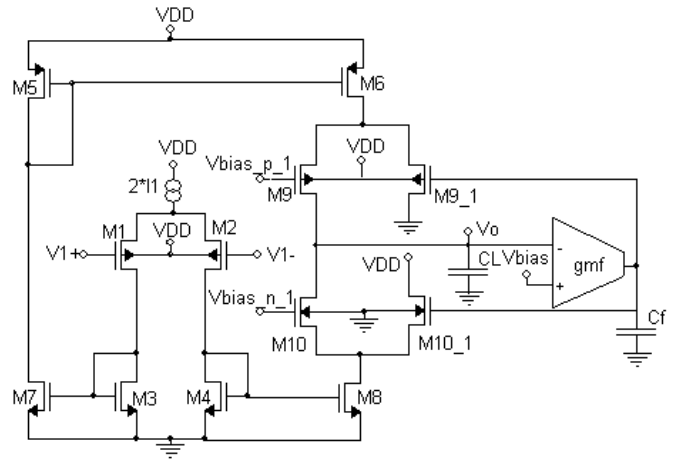 VDD
M5
M6
VDD
Vbias_p_1
VDD
2*I1
M9
M9_1
M1
M2
VDD
V1+
V1-
Vo
CL
Vbias
-
gmf
+
Vbias_n_1
VDD
M10
M10_1
Cf
M7
M3
M4
M8